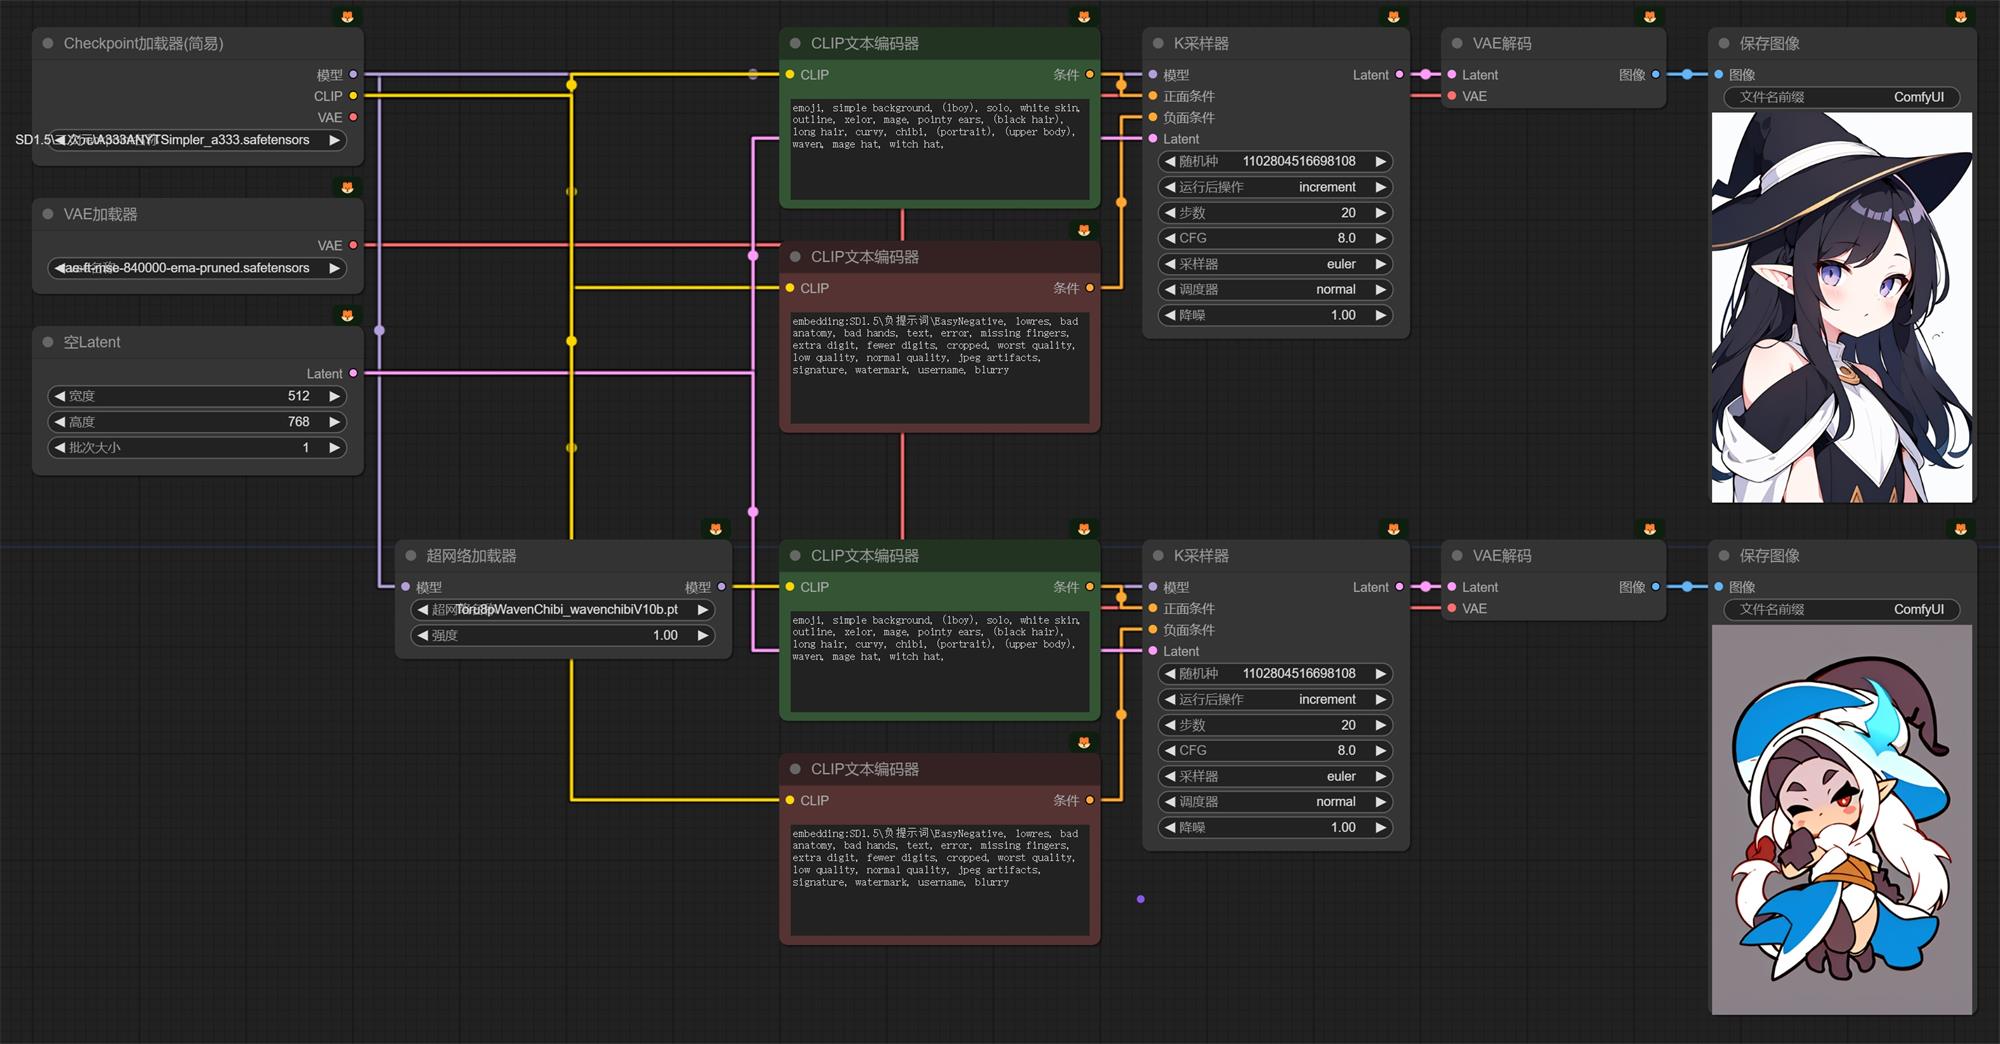 Checkpoint加载器(简易)
模型
CLIP
VAE
SD1.5\二次元\A333ANYTSimpler_a333.safetensors
VAE加载器
VAE
vae-ft-mse-840000-ema-pruned.safetensors
空Latent
Latent
宽度 512
高度 768
批次大小 1
超网络加载器
模型 模型
Toru8pWavenChibi_wavenchibiV10b.pt
强度 1.00
CLIP文本编码器
CLIP 条件
emoji, simple background, (1boy), solo, white skin,
outline, xelor, mage, pointy ears, (black hair),
long hair, curvy, chibi, (portrait), (upper body),
waven, mage hat, witch hat,
CLIP文本编码器
CLIP 条件
embedding:SD1.5\负提示词\EasyNegative, lowres, bad
anatomy, bad hands, text, error, missing fingers,
extra digit, fewer digits, cropped, worst quality,
low quality, normal quality, jpeg artifacts,
signature, watermark, username, blurry
K采样器
模型 Latent
正面条件
负面条件
Latent
随机种 1102804516698108
运行后操作 increment
步数 20
CFG 8.0
采样器 euler
调度器 normal
降噪 1.00
VAE解码
Latent 图像
VAE
保存图像
图像
文件名前缀 ComfyUI
CLIP文本编码器
CLIP 条件
emoji, simple background, (1boy), solo, white skin,
outline, xelor, mage, pointy ears, (black hair),
long hair, curvy, chibi, (portrait), (upper body),
waven, mage hat, witch hat,
CLIP文本编码器
CLIP 条件
embedding:SD1.5\负提示词\EasyNegative, lowres, bad
anatomy, bad hands, text, error, missing fingers,
extra digit, fewer digits, cropped, worst quality,
low quality, normal quality, jpeg artifacts,
signature, watermark, username, blurry
K采样器
模型 Latent
正面条件
负面条件
Latent
随机种 1102804516698108
运行后操作 increment
步数 20
CFG 8.0
采样器 euler
调度器 normal
降噪 1.00
VAE解码
Latent 图像
VAE
保存图像
图像
文件名前缀 ComfyUI